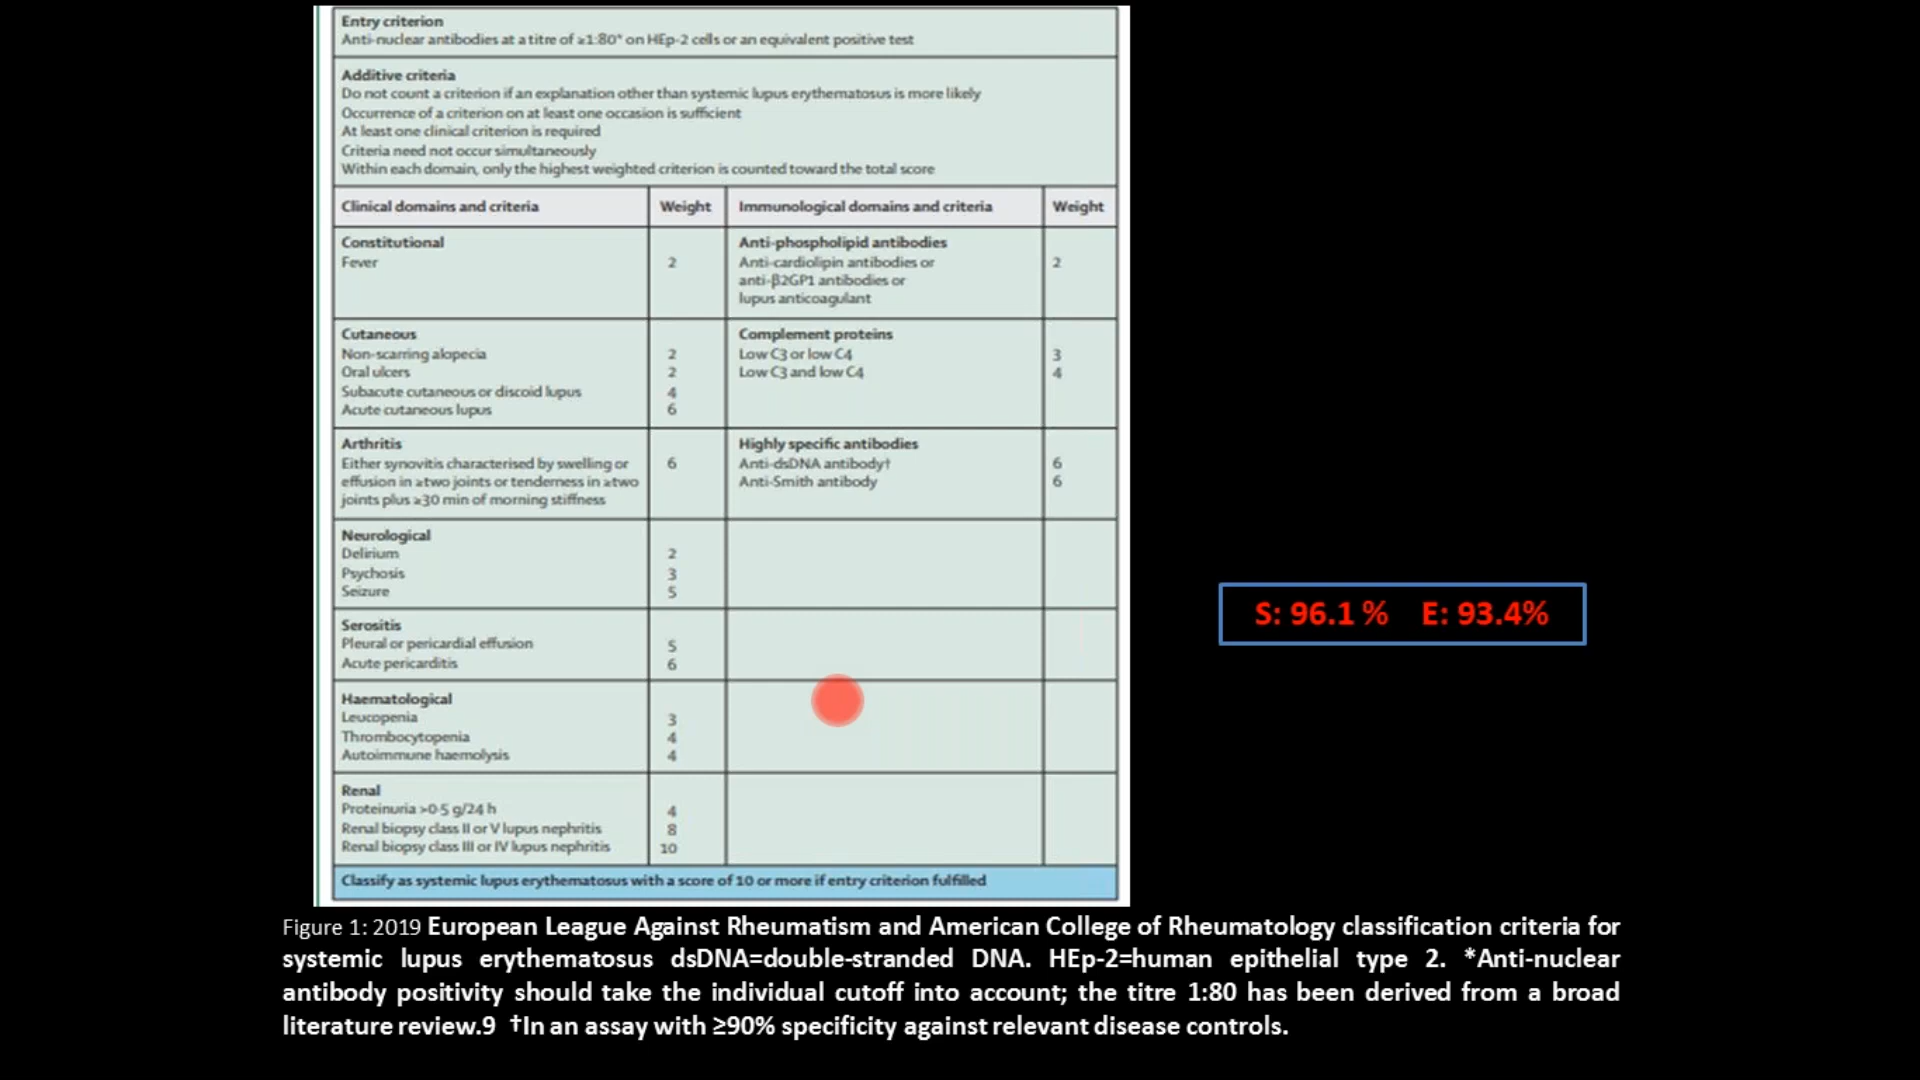 Entry criterion
Anti-nuclear antibodies at a titre of ≥1:80* on HEp-2 cells or an equivalent positive test
Additive criteria
Do not count a criterion if an explanation other than systemic lupus erythematosus is more likely
Occurrence of a criterion on at least one occasion is sufficient
At least one clinical criterion is required
Criteria need not occur simultaneously
Within each domain, only the highest weighted criterion is counted toward the total score
Clinical domains and criteria Weight Immunological domains and criteria Weight
Constitutional Anti-phospholipid antibodies
Fever 2 Anti-cardiolipin antibodies or 2
anti-β2GP1 antibodies or
lupus anticoagulant
Cutaneous Complement proteins
Non-scarring alopecia 2 Low C3 or low C4 3
Oral ulcers 2 Low C3 and low C4 4
Subacute cutaneous or discoid lupus 4
Acute cutaneous lupus 6
Arthritis Highly specific antibodies
Either synovitis characterised by swelling or 6 Anti-dsDNA antibody† 6
effusion in ≥two joints or tenderness in ≥two Anti-Smith antibody 6
joints plus ≥30 min of morning stiffness
Neurological
Delirium 2
Psychosis 3
Seizure 5
Serositis
Pleural or pericardial effusion 5
Acute pericarditis 6
Haematological
Leucopenia 3
Thrombocytopenia 4
Autoimmune haemolysis 4
Renal
Proteinuria >0·5 g/24 h 4
Renal biopsy class II or V lupus nephritis 8
Renal biopsy class III or IV lupus nephritis 10
Classify as systemic lupus erythematosus with a score of 10 or more if entry criterion fulfilled
S: 96.1 % E: 93.4%
Figure 1: 2019 European League Against Rheumatism and American College of Rheumatology classification criteria for
systemic lupus erythematosus dsDNA=double-stranded DNA. HEp-2=human epithelial type 2. *Anti-nuclear
antibody positivity should take the individual cutoff into account; the titre 1:80 has been derived from a broad
literature review.9 †In an assay with ≥90% specificity against relevant disease controls.